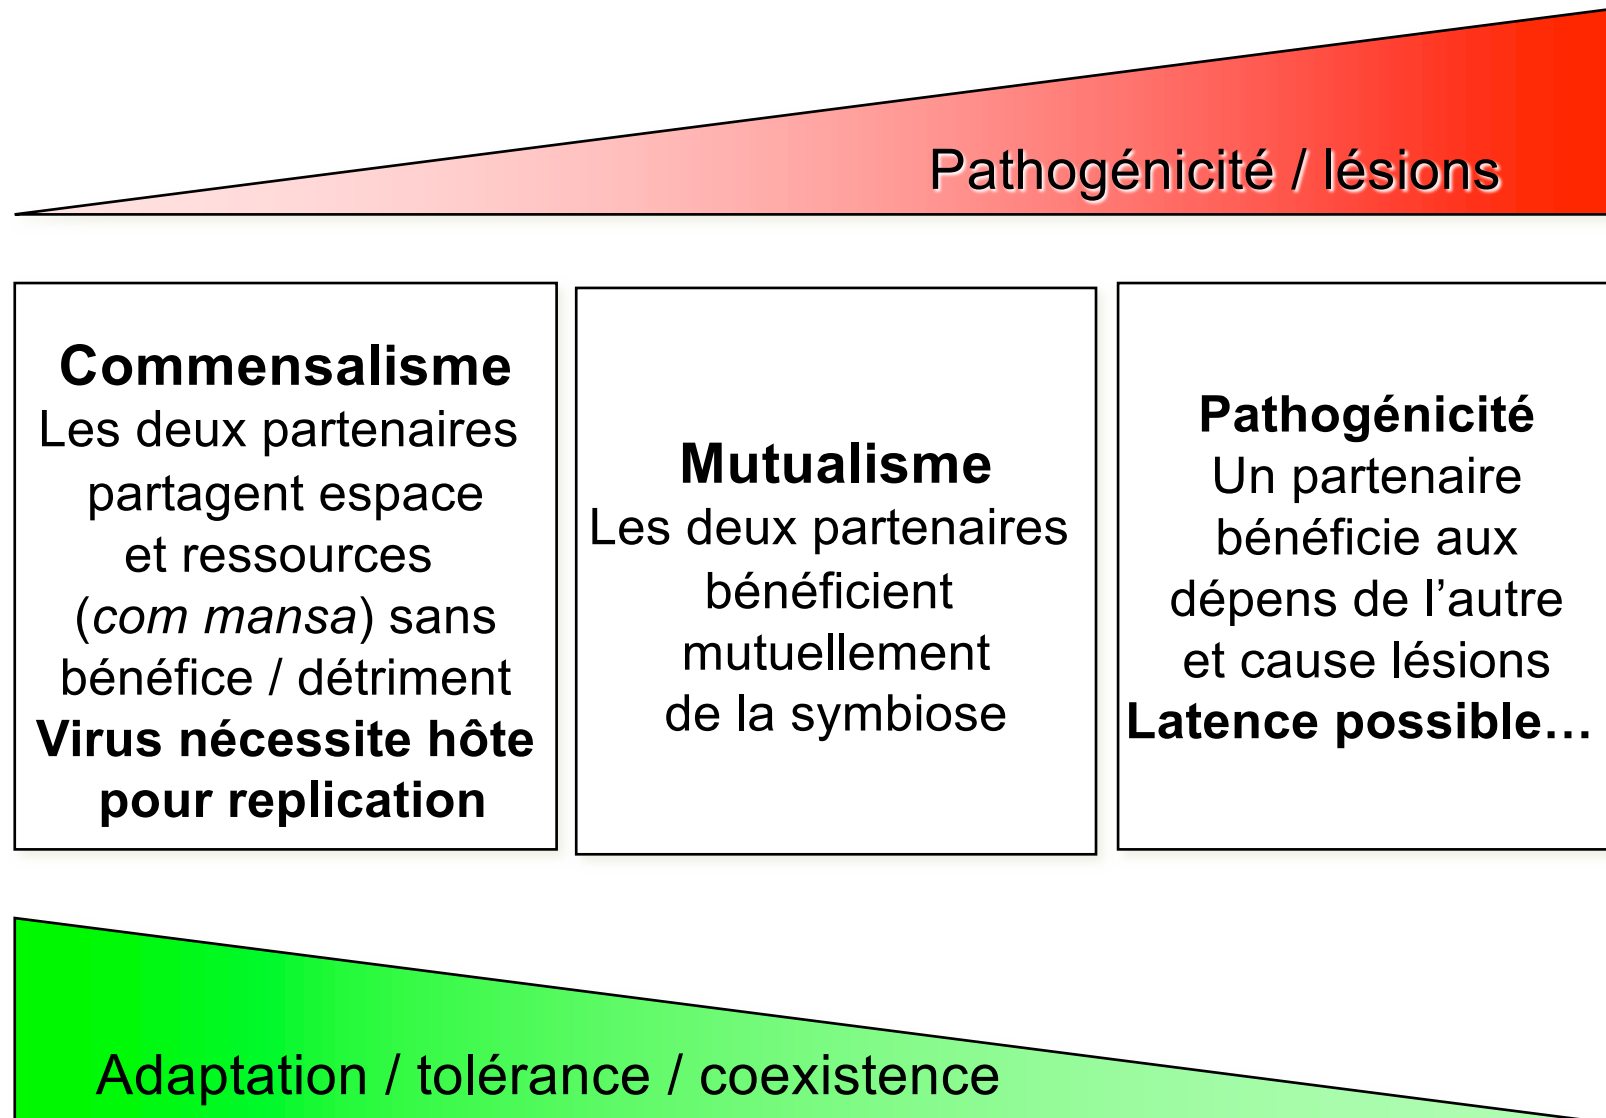 Pathogénicité / lésions
Commensalisme
Les deux partenaires
partagent espace
et ressources
(com mansa) sans
bénéfice / détriment
Virus nécessite hôte
pour replication
Mutualisme
Les deux partenaires
bénéficient
mutuellement
de la symbiose
Pathogénicité
Un partenaire
bénéficie aux
dépens de l’autre
et cause lésions
Latence possible…
Adaptation / tolérance / coexistence